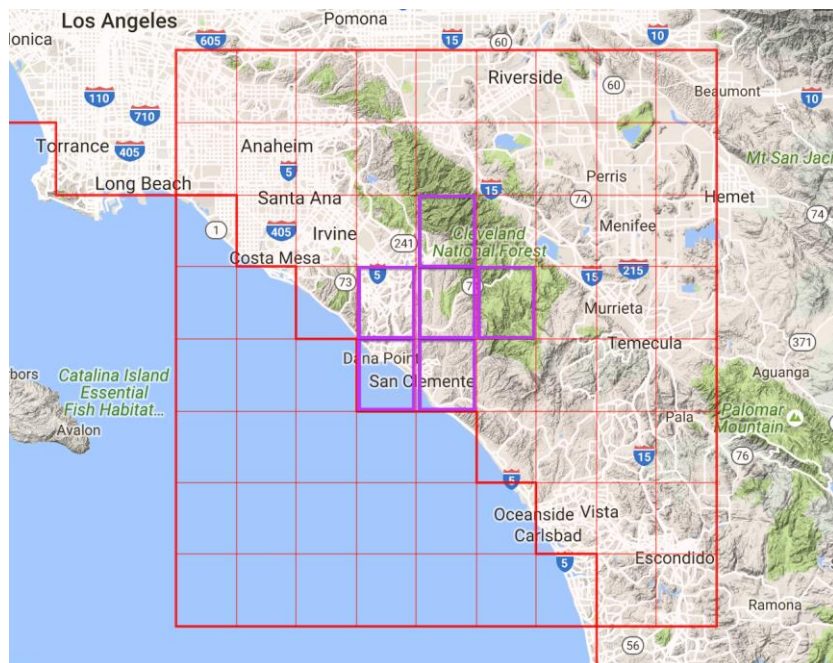 Los Angeles
Pomona
605
15
60
10
lonica
Riverside
60
Beaumont
10
110
710
Torrance
405
Anaheim
5
Mt San Jac
Long Beach
Santa Ana
15
74
Perris
Hemet
74
1
405
Irvine
241
Cleveland
National Forest
Menifee
Costa Mesa
73
5
15
215
Murrieta
Temecula
371
Dana Point
San Clemente
Aguanga
rbors
Catalina Island
Essential
Fish Habitat...
Avalon
Pala
Palomar
Mountain
15
76
5
Oceanside
Vista
Carlsbad
5
Escondido
Ramona
56